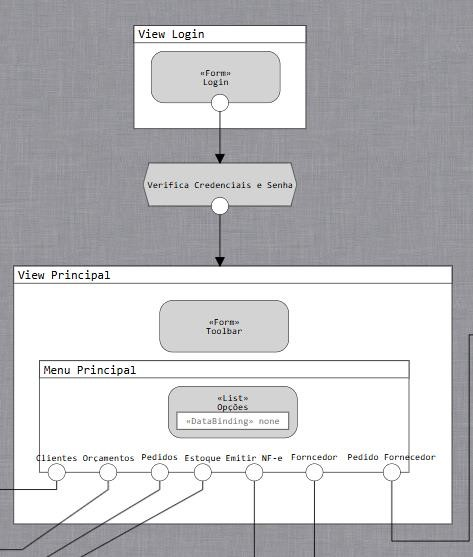 View Login
«Form»
Login
Verifica Credenciais e Senha
View Principal
«Form»
Toolbar
Menu Principal
«List»
Opções
«DataBinding» none
Clientes Orçamentos Pedidos Estoque Emitir NF-e Forncedor Pedido Fornecedor